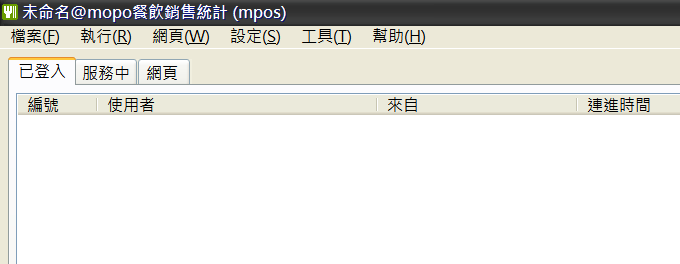 未命名@mopo餐飲銷售統計 (mpos)
檔案(F) 執行(R) 網頁(W) 設定(S) 工具(T) 幫助(H)
已登入 服務中 網頁
編號 使用者 來自 連進時間